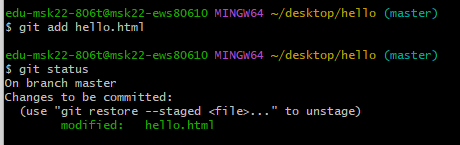 edu-msk22-806t@msk22-ews80610 MINGW64 ~/desktop/hello (master)
$ git add hello.html
edu-msk22-806t@msk22-ews80610 MINGW64 ~/desktop/hello (master)
$ git status
On branch master
Changes to be committed:
  (use "git restore --staged <file>..." to unstage)
        modified:   hello.html